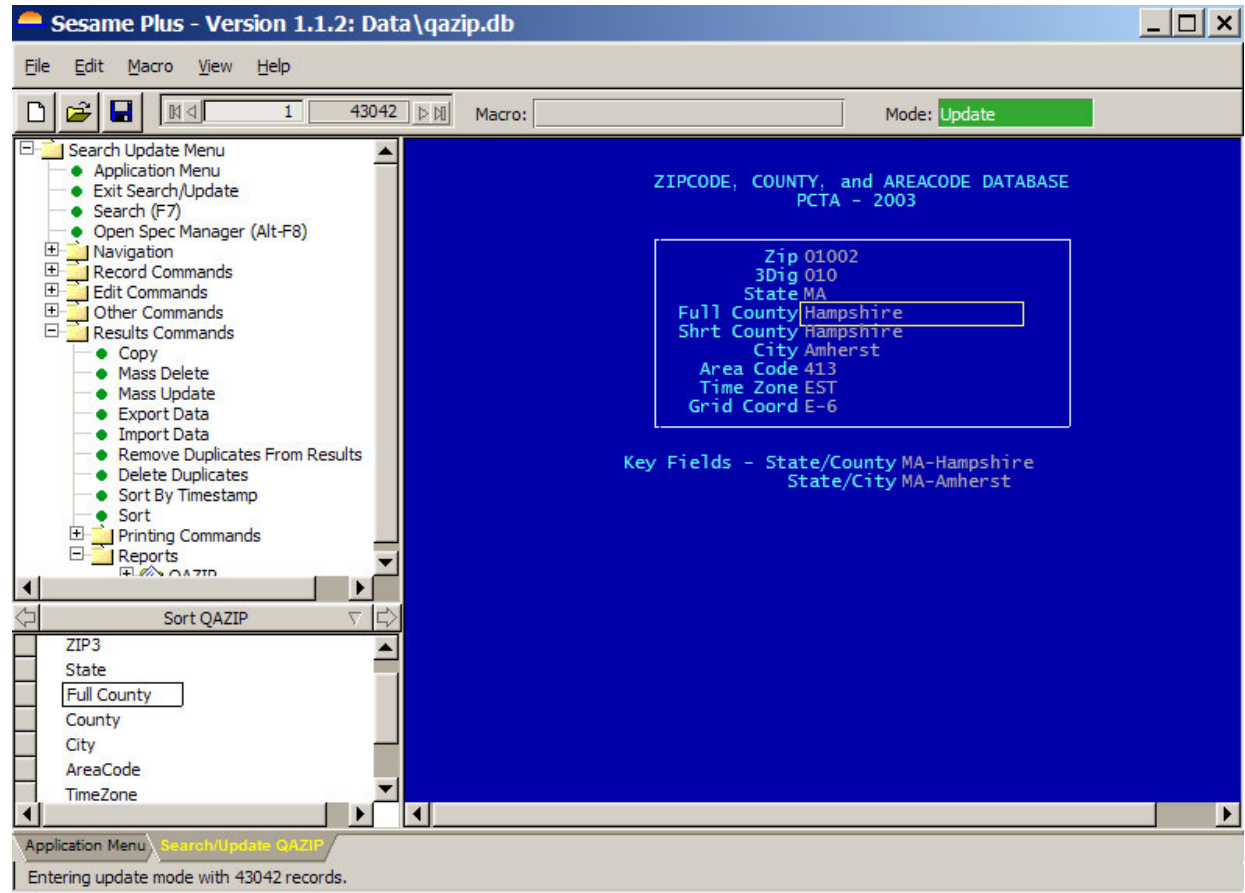 Sesame Plus - Version 1.1.2: Data\qazip.db
File Edit Macro View Help
1 43042 Macro: Mode: Update
Search Update Menu
Application Menu
Exit Search/Update
Search (F7)
Open Spec Manager (Alt-F8)
Navigation
Record Commands
Edit Commands
Other Commands
Results Commands
Copy
Mass Delete
Mass Update
Export Data
Import Data
Remove Duplicates From Results
Delete Duplicates
Sort By Timestamp
Sort
Printing Commands
Reports
QAZIP
Sort QAZIP
ZIP3
State
Full County
County
City
AreaCode
TimeZone
ZIPCODE, COUNTY, and AREACODE DATABASE
PCTA - 2003
Zip 01002
3Dig 010
State MA
Full County Hampshire
Shrt County Hampshire
City Amherst
Area Code 413
Time Zone EST
Grid Coord E-6
Key Fields - State/County MA-Hampshire
State/City MA-Amherst
Application Menu Search/Update QAZIP
Entering update mode with 43042 records.